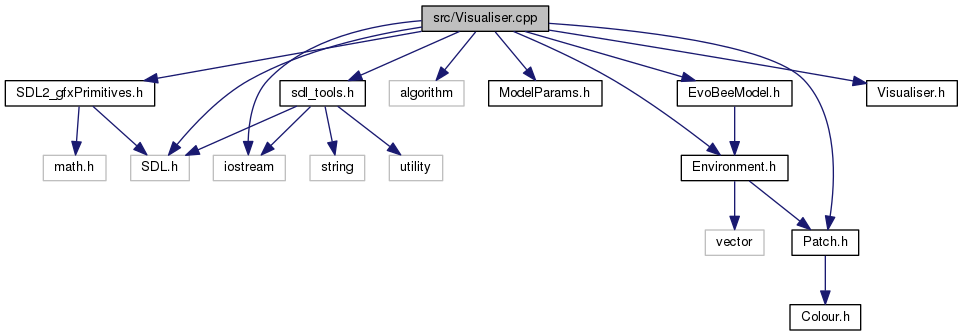 src/Visualiser.cpp
SDL2_gfxPrimitives.h
sdl_tools.h
algorithm
ModelParams.h
EvoBeeModel.h
Visualiser.h
math.h
SDL.h
iostream
string
utility
Environment.h
vector
Patch.h
Colour.h